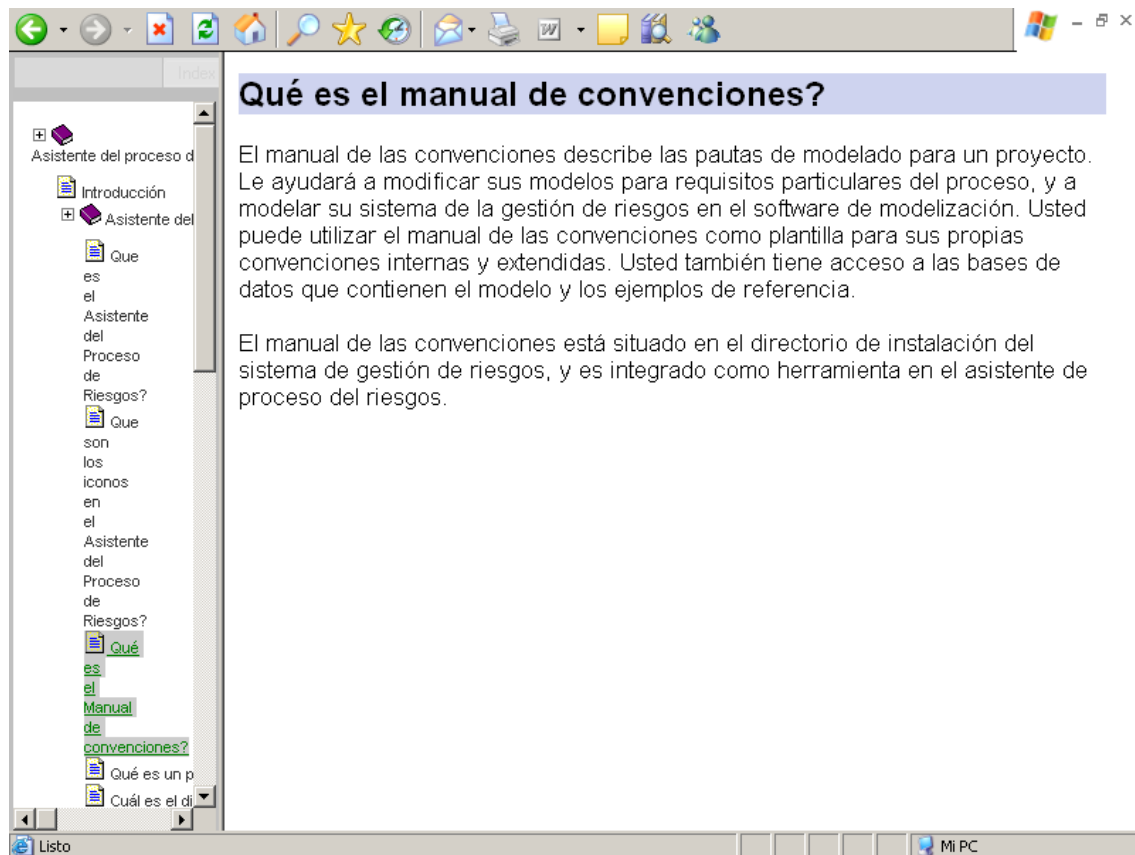 Index
Asistente del proceso d
Introducción
Asistente del
Que
es
el
Asistente
del
Proceso
de
Riesgos?
Que
son
los
iconos
en
el
Asistente
del
Proceso
de
Riesgos?
Qué
es
el
Manual
de
convenciones?
Qué es un p
Cuál es el di
Qué es el manual de convenciones?
El manual de las convenciones describe las pautas de modelado para un proyecto.
Le ayudará a modificar sus modelos para requisitos particulares del proceso, y a
modelar su sistema de la gestión de riesgos en el software de modelización. Usted
puede utilizar el manual de las convenciones como plantilla para sus propias
convenciones internas y extendidas. Usted también tiene acceso a las bases de
datos que contienen el modelo y los ejemplos de referencia.
El manual de las convenciones está situado en el directorio de instalación del
sistema de gestión de riesgos, y es integrado como herramienta en el asistente de
proceso del riesgos.
Listo
Mi PC